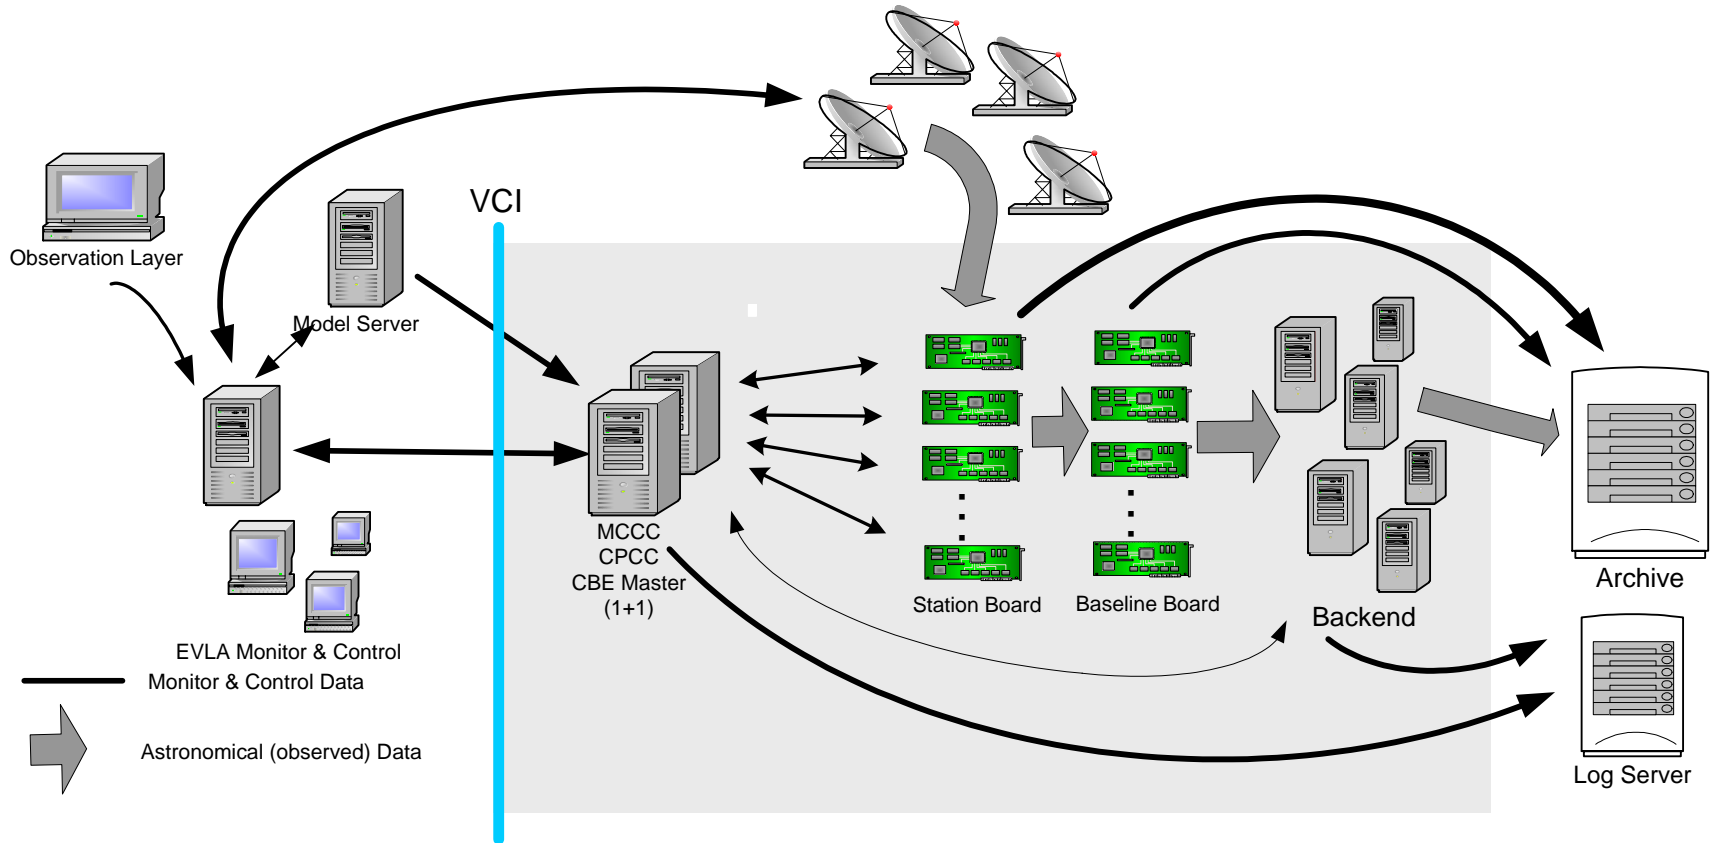 VCI
Observation Layer
Model Server
MCCC
CPCC
CBE Master
(1+1)
Station Board
Baseline Board
Backend
Archive
EVLA Monitor & Control
Monitor & Control Data
Astronomical (observed) Data
Log Server